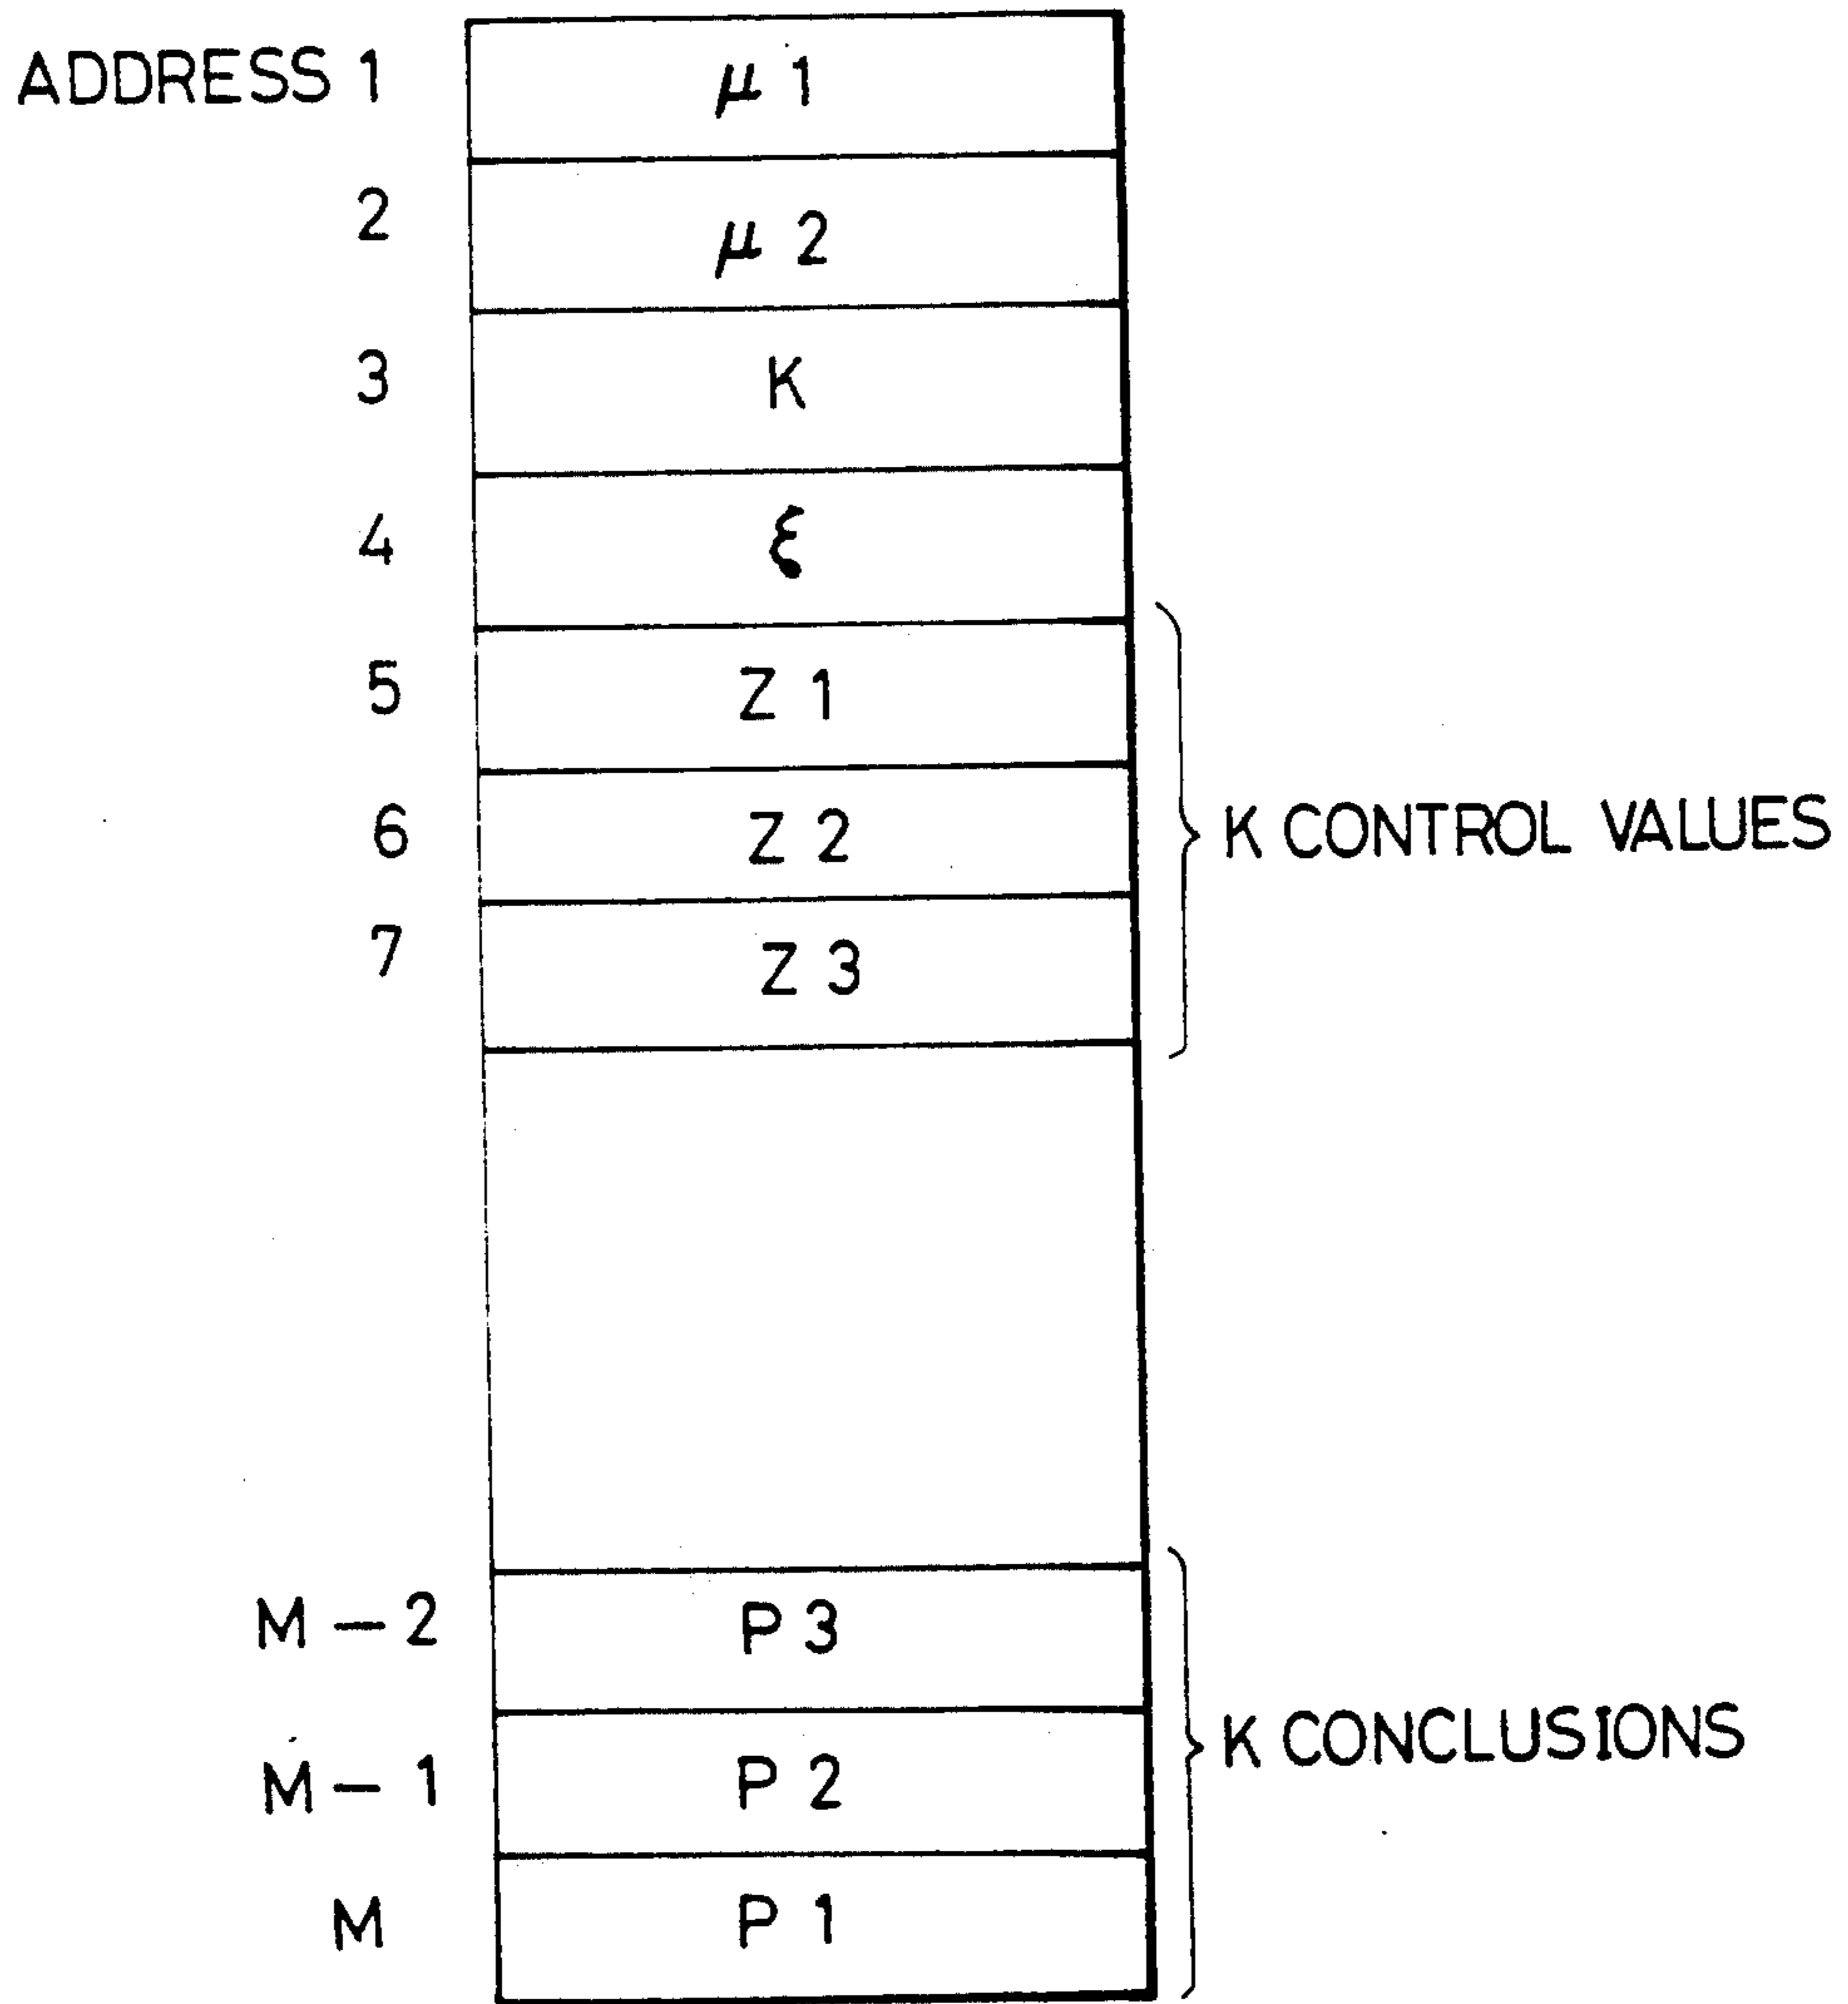 ADDRESS 1 μ 1
2 μ 2
3 K
4 ξ
5 Z 1
6 Z 2
K CONTROL VALUES
7 Z 3
M-2 P 3
M-1 P 2
K CONCLUSIONS
M P 1